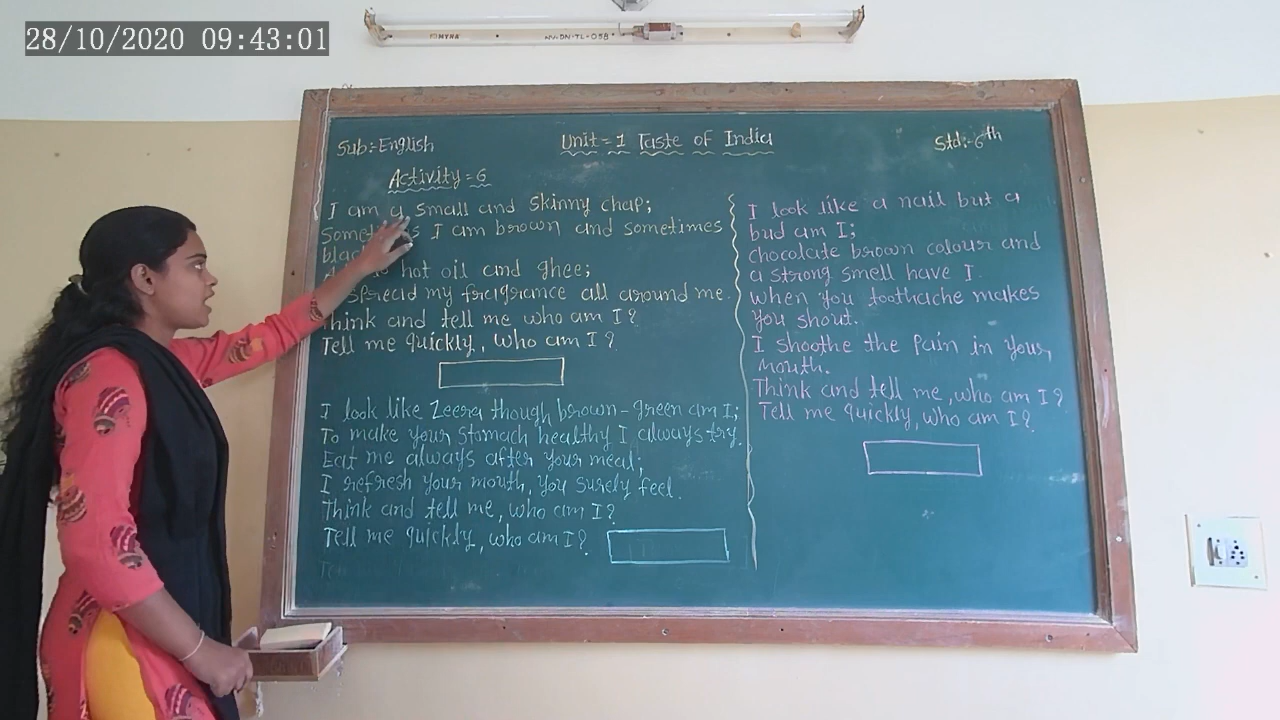 28/10/2020 09:43:01
MYNA
Sub:-English
Unit=1 Taste of India
Std:-6th
Activity=6
I am a small and skinny chap;
I am brown and sometimes
hot oil and ghee;
spread my fragrance all around me.
think and tell me who am I?
Tell me quickly, who am I?
I look like Zeera though brown-green am I;
To make your stomach healthy I always try.
Eat me always after your meal;
I refresh your mouth, you surely feel.
Think and tell me, who am I?
Tell me quickly, who am I?
I look like a nail but a
bud am I;
chocolate brown colour and
a strong smell have I.
when you toothache makes
you shout.
I shoothe the pain in your
mouth.
Think and tell me, who am I?
Tell me quickly, who am I?